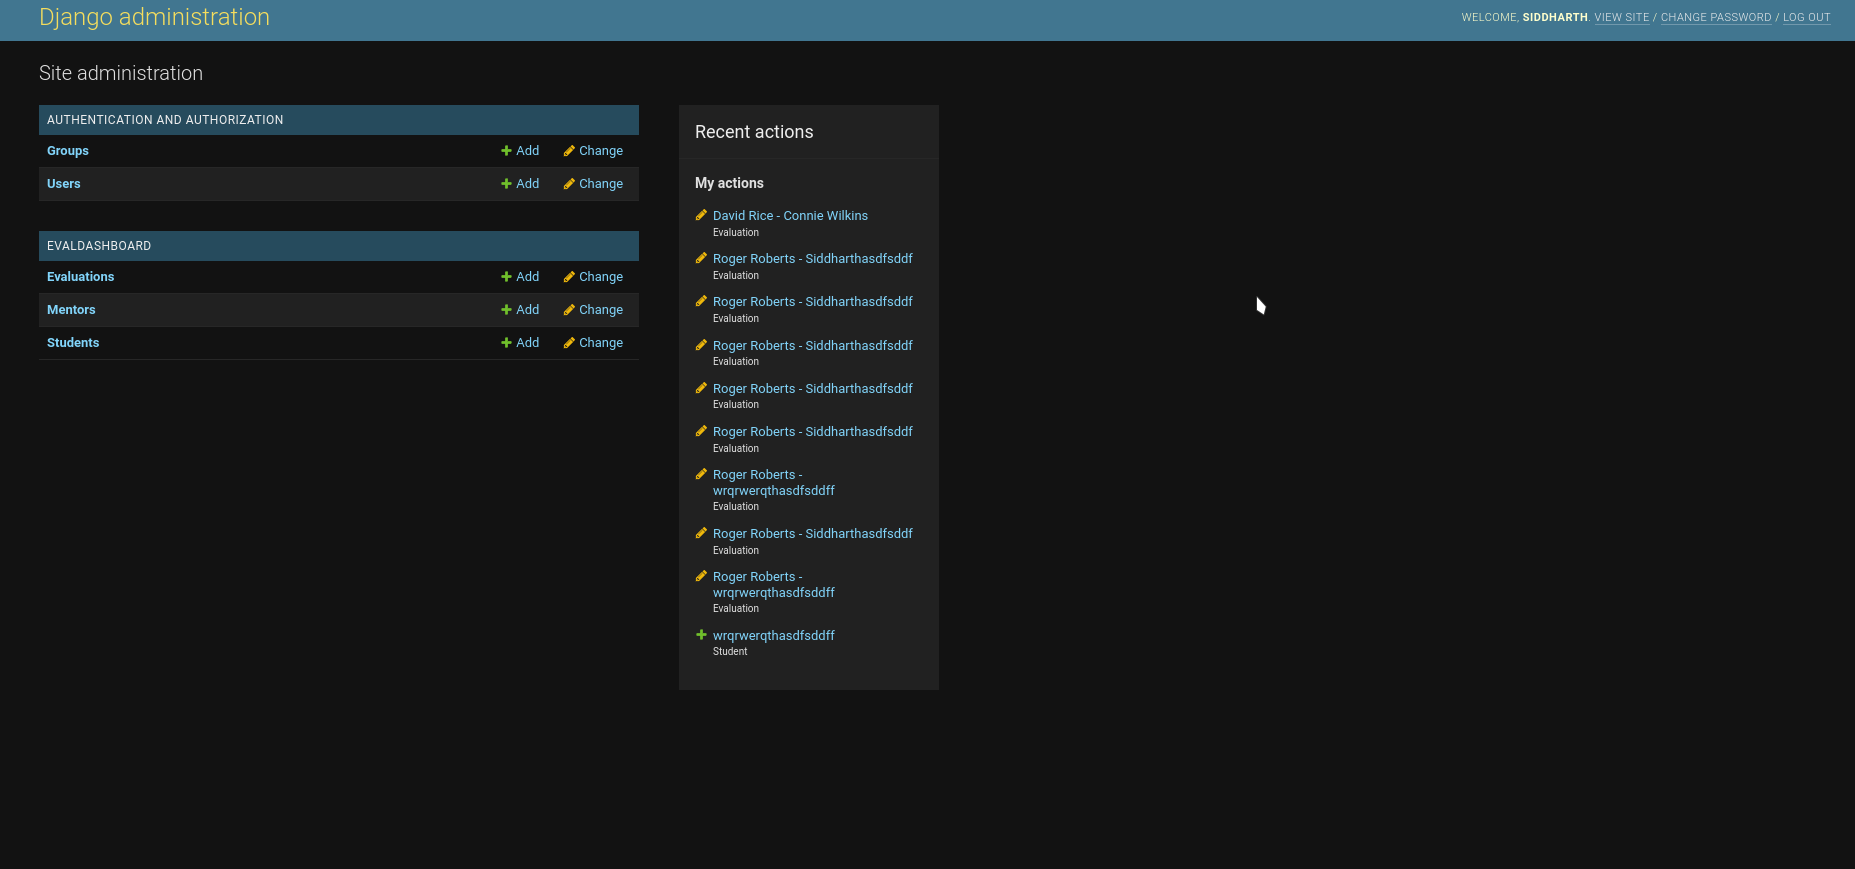 Django administration
WELCOME, SIDDHARTH. VIEW SITE / CHANGE PASSWORD / LOG OUT
Site administration
AUTHENTICATION AND AUTHORIZATION
Groups Add Change
Users Add Change
EVALDASHBOARD
Evaluations Add Change
Mentors Add Change
Students Add Change
Recent actions
My actions
David Rice - Connie Wilkins
Evaluation
Roger Roberts - Siddharthasdfsddf
Evaluation
Roger Roberts - Siddharthasdfsddf
Evaluation
Roger Roberts - Siddharthasdfsddf
Evaluation
Roger Roberts - Siddharthasdfsddf
Evaluation
Roger Roberts - Siddharthasdfsddf
Evaluation
Roger Roberts -
wrqrwerqthasdfsddff
Evaluation
Roger Roberts - Siddharthasdfsddf
Evaluation
Roger Roberts -
wrqrwerqthasdfsddff
Evaluation
wrqrwerqthasdfsddff
Student